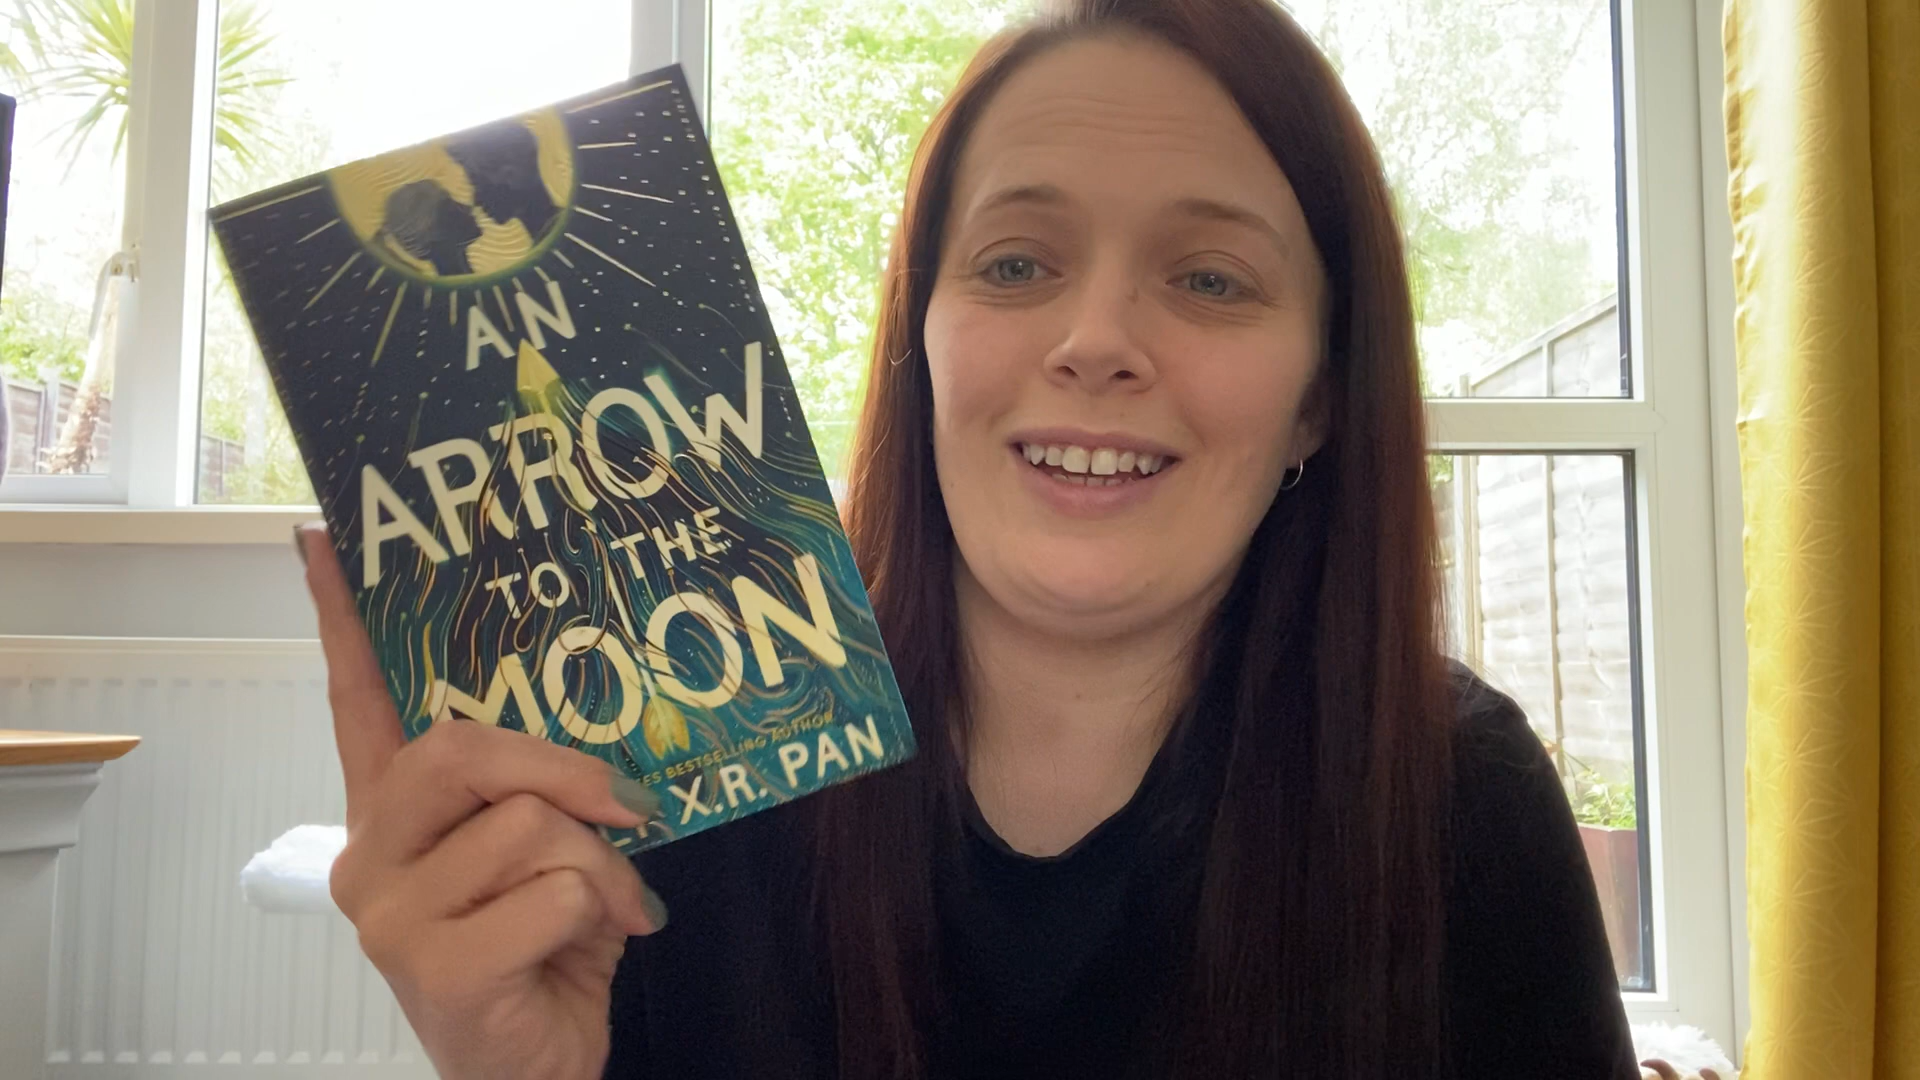 AN
ARROW
TO THE
MOON
BESTSELLING AUTHOR
X.R. PAN